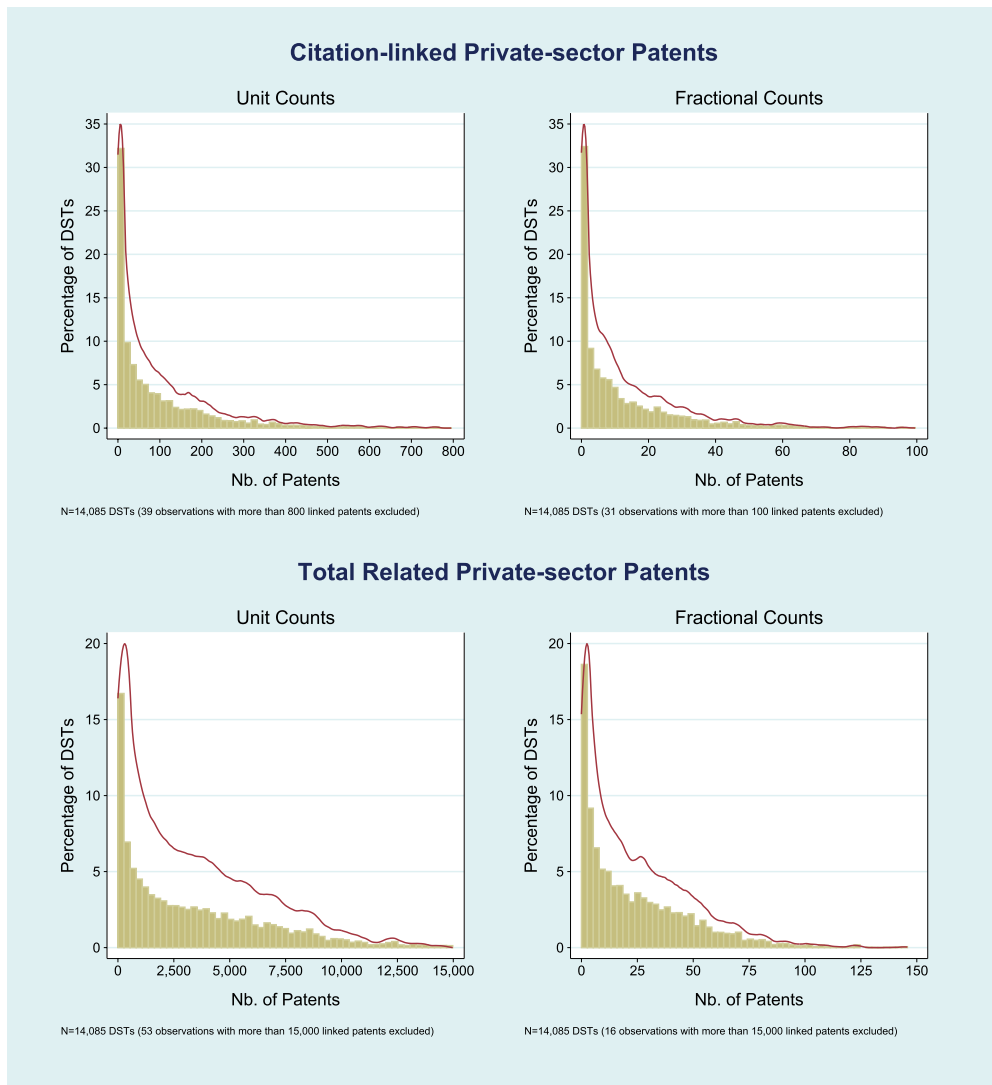 Citation-linked Private-sector Patents
Unit Counts
Percentage of DSTs
35
30
25
20
15
10
5
0
0 100 200 300 400 500 600 700 800
Nb. of Patents
N=14,085 DSTs (39 observations with more than 800 linked patents excluded)
Fractional Counts
Percentage of DSTs
35
30
25
20
15
10
5
0
0 20 40 60 80 100
Nb. of Patents
N=14,085 DSTs (31 observations with more than 100 linked patents excluded)
Total Related Private-sector Patents
Unit Counts
Percentage of DSTs
20
15
10
5
0
0 2,500 5,000 7,500 10,000 12,500 15,000
Nb. of Patents
N=14,085 DSTs (53 observations with more than 15,000 linked patents excluded)
Fractional Counts
Percentage of DSTs
20
15
10
5
0
0 25 50 75 100 125 150
Nb. of Patents
N=14,085 DSTs (16 observations with more than 15,000 linked patents excluded)